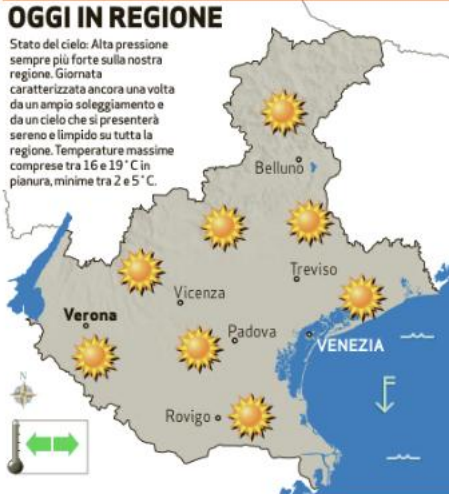 OGGI IN REGIONE
Stato del cielo: Alta pressione
sempre più forte sulla nostra
regione. Giornata
caratterizzata ancora una volta
da un ampio soleggiamento e
da un cielo che si presenterà
sereno e limpido su tutta la
regione. Temperature massime
comprese tra 16 e 19°C in
pianura, minime tra 2 e 5°C.
Belluno
Treviso
Vicenza
Verona
Padova
VENEZIA
Rovigo
N